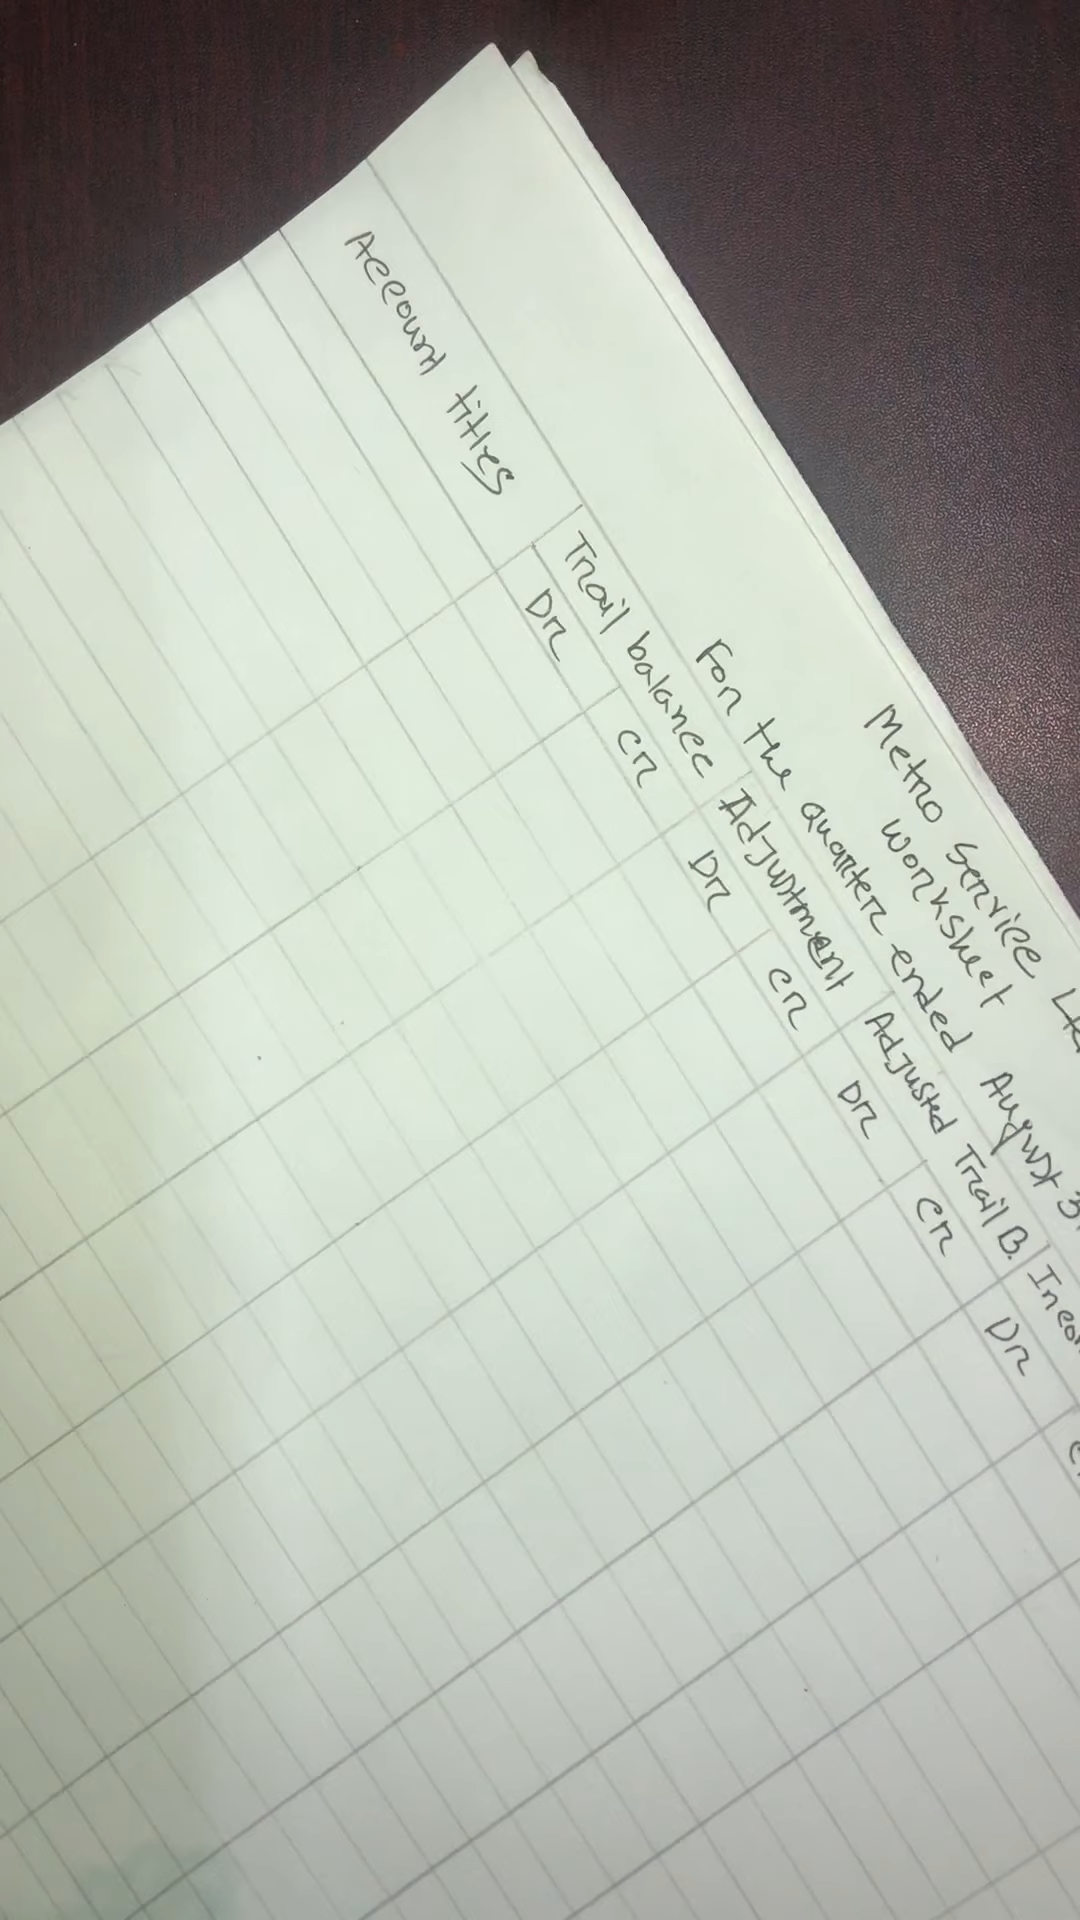 Metro Service
Worksheet
For the quarter ended August
Account titles Trail balance Adjustment Adjusted Trail B.
Dr Cr Dr Cr Dr Cr Dr